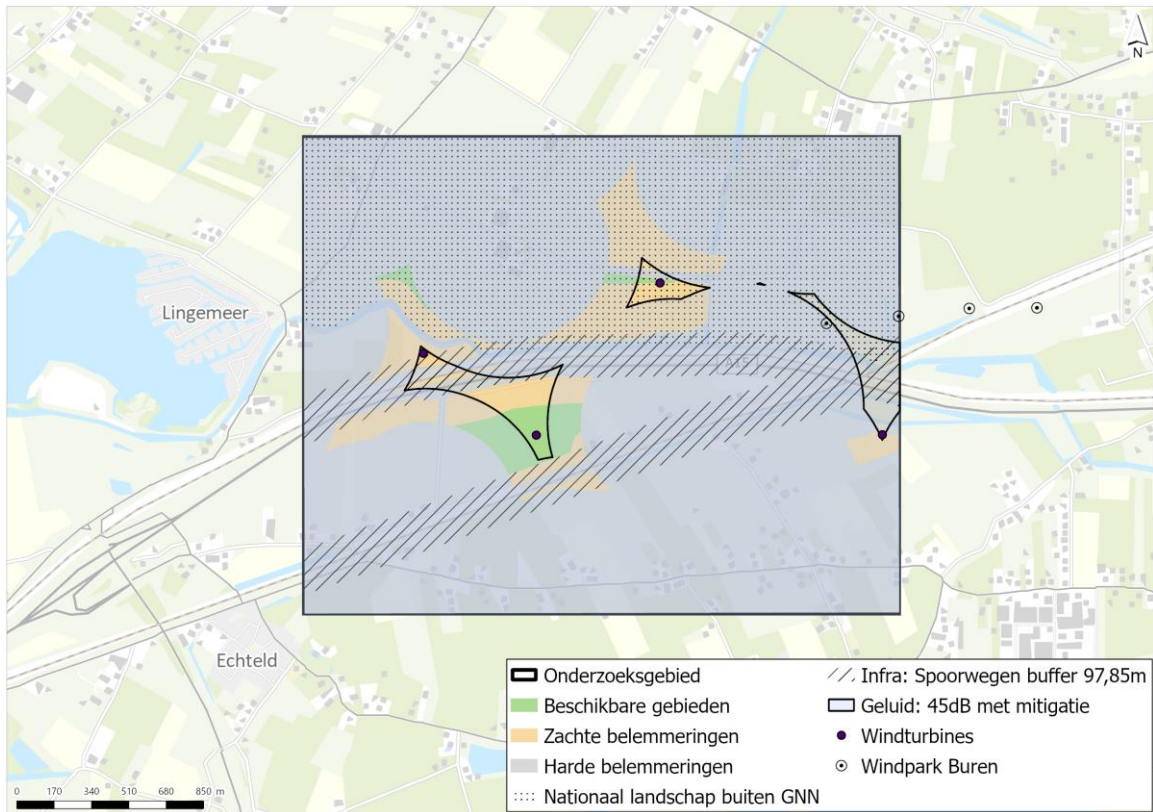 N
Lingemeer
A15
Echteld
Onderzoeksgebied
Beschikbare gebieden
Zachte belemmeringen
Harde belemmeringen
Nationaal landschap buiten GNN
Infra: Spoorwegen buffer 97,85m
Geluid: 45dB met mitigatie
Windturbines
Windpark Buren
0 170 340 510 680 850 m